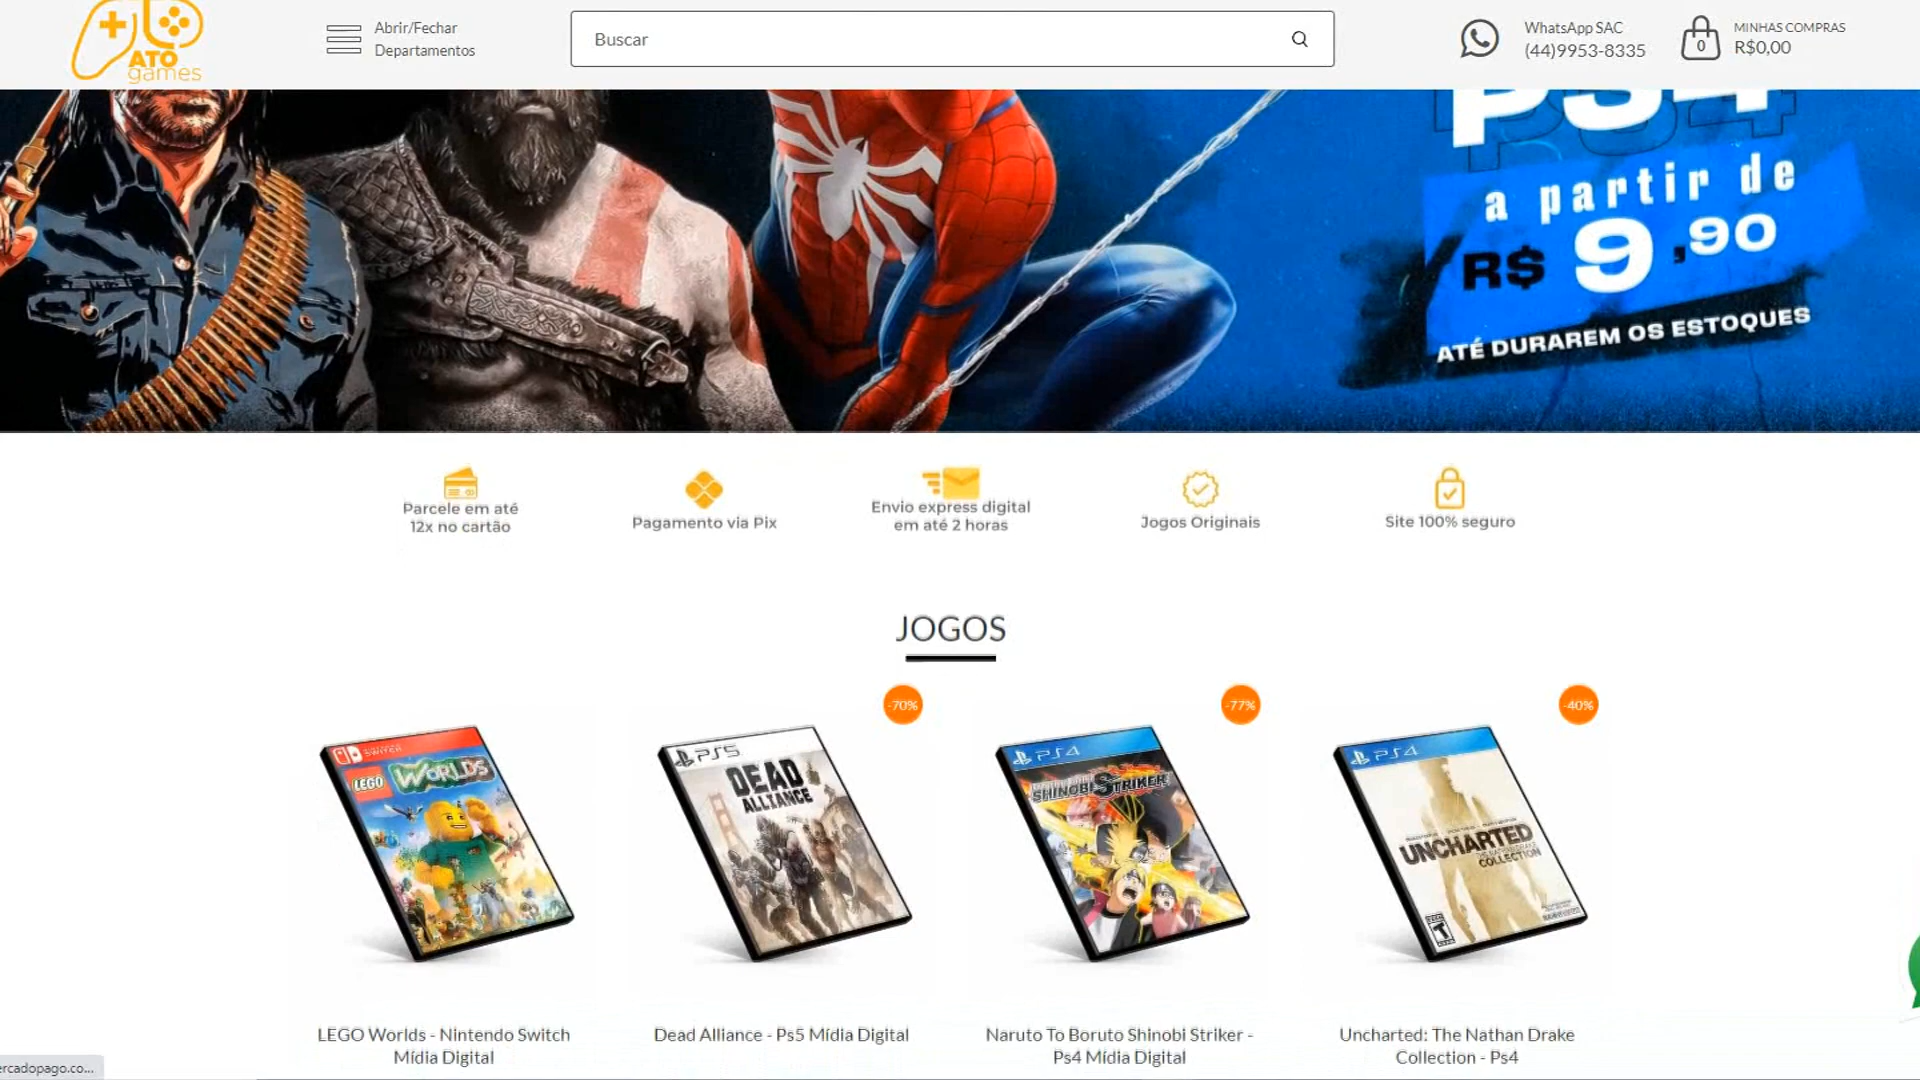 ATO
games
Abrir/Fechar
Departamentos
Buscar
WhatsApp SAC
(44)9953-8335
0
MINHAS COMPRAS
R$0,00
PS4
a partir de
R$ 9,90
ATÉ DURAREM OS ESTOQUES
Parcele em até
12x no cartão
Pagamento via Pix
Envio express digital
em até 2 horas
Jogos Originais
Site 100% seguro
JOGOS
-70%
-77%
-40%
SWITCH
LEGO WORLDS
PS5
DEAD
ALLIANCE
PS4
SHINOBI STRIKER
PS4
UNCHARTED
THE NATHAN DRAKE
COLLECTION
T
LEGO Worlds - Nintendo Switch
Mídia Digital
Dead Alliance - Ps5 Mídia Digital
Naruto To Boruto Shinobi Striker -
Ps4 Mídia Digital
Uncharted: The Nathan Drake
Collection - Ps4
ercadopago.co...